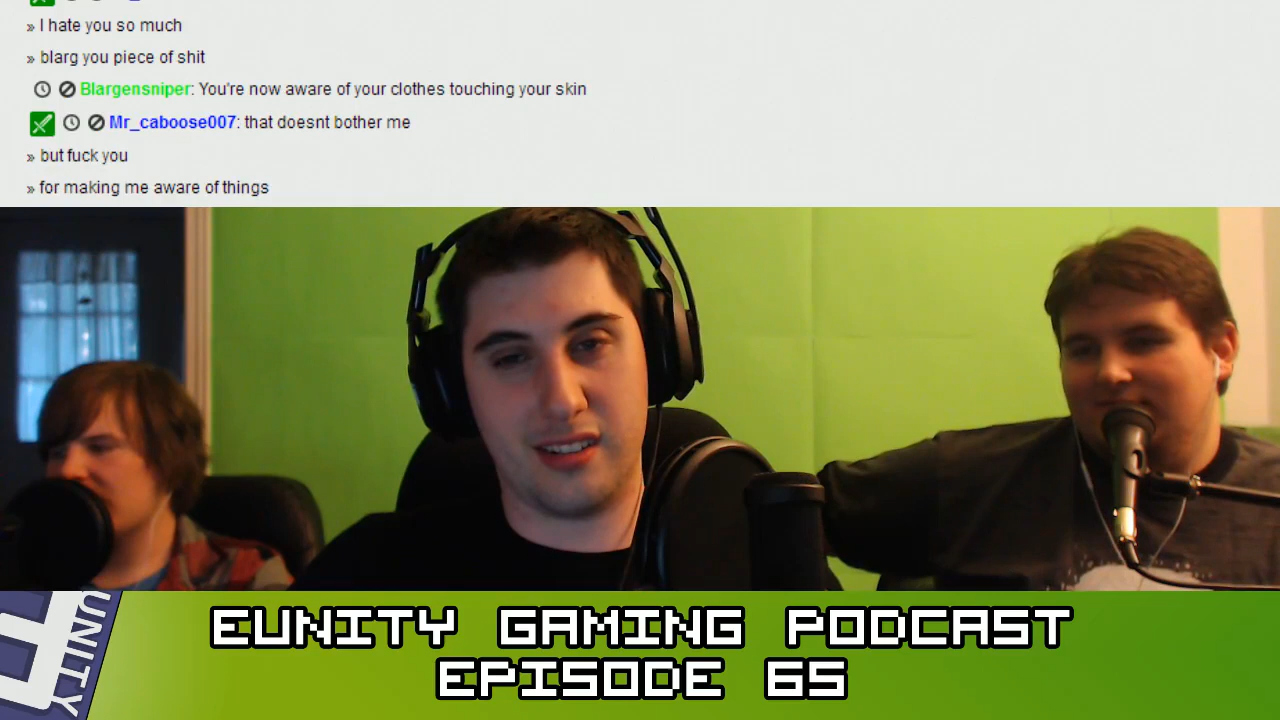 » I hate you so much
» blarg you piece of shit
Blargensniper: You're now aware of your clothes touching your skin
Mr_caboose007: that doesnt bother me
» but fuck you
» for making me aware of things
EUNITY GAMING PODCAST
EPISODE 65
UNITY